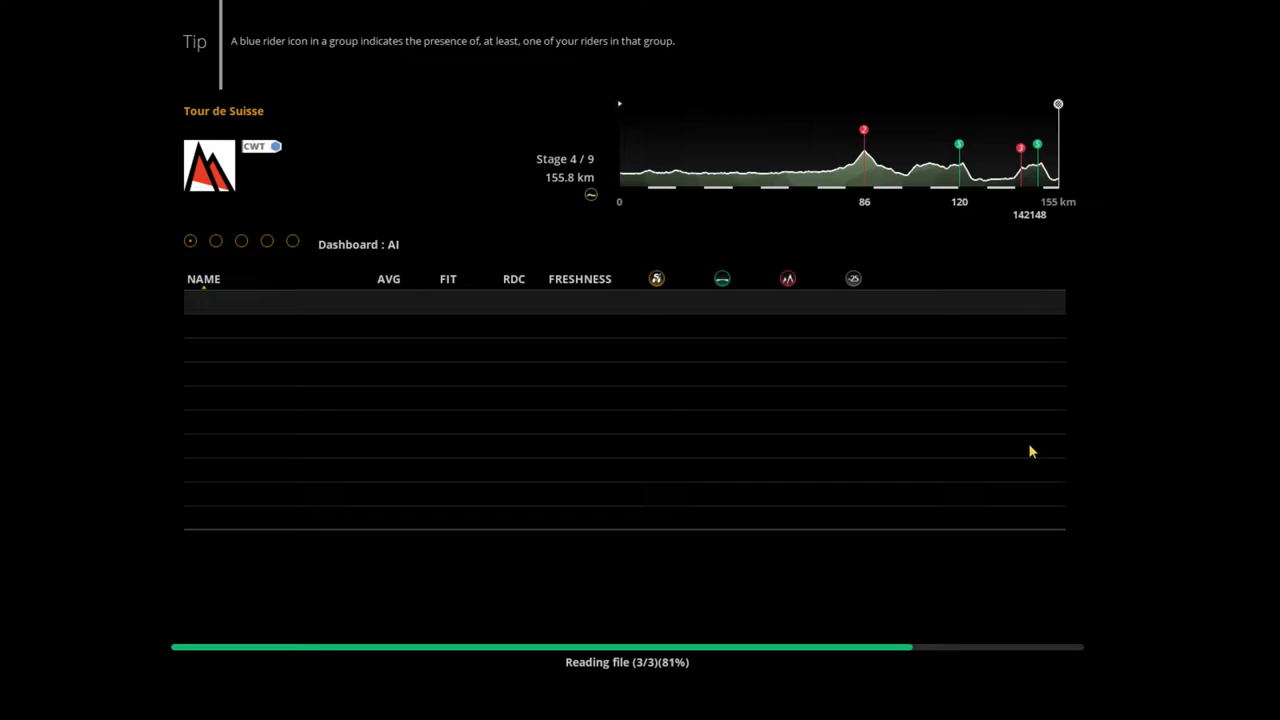 Tip
A blue rider icon in a group indicates the presence of, at least, one of your riders in that group.
Tour de Suisse
CWT
Stage 4 / 9
155.8 km
2
S
3
S
0
86
120
155 km
142148
Dashboard : AI
NAME
AVG
FIT
RDC
FRESHNESS
-25
Reading file (3/3)(81%)